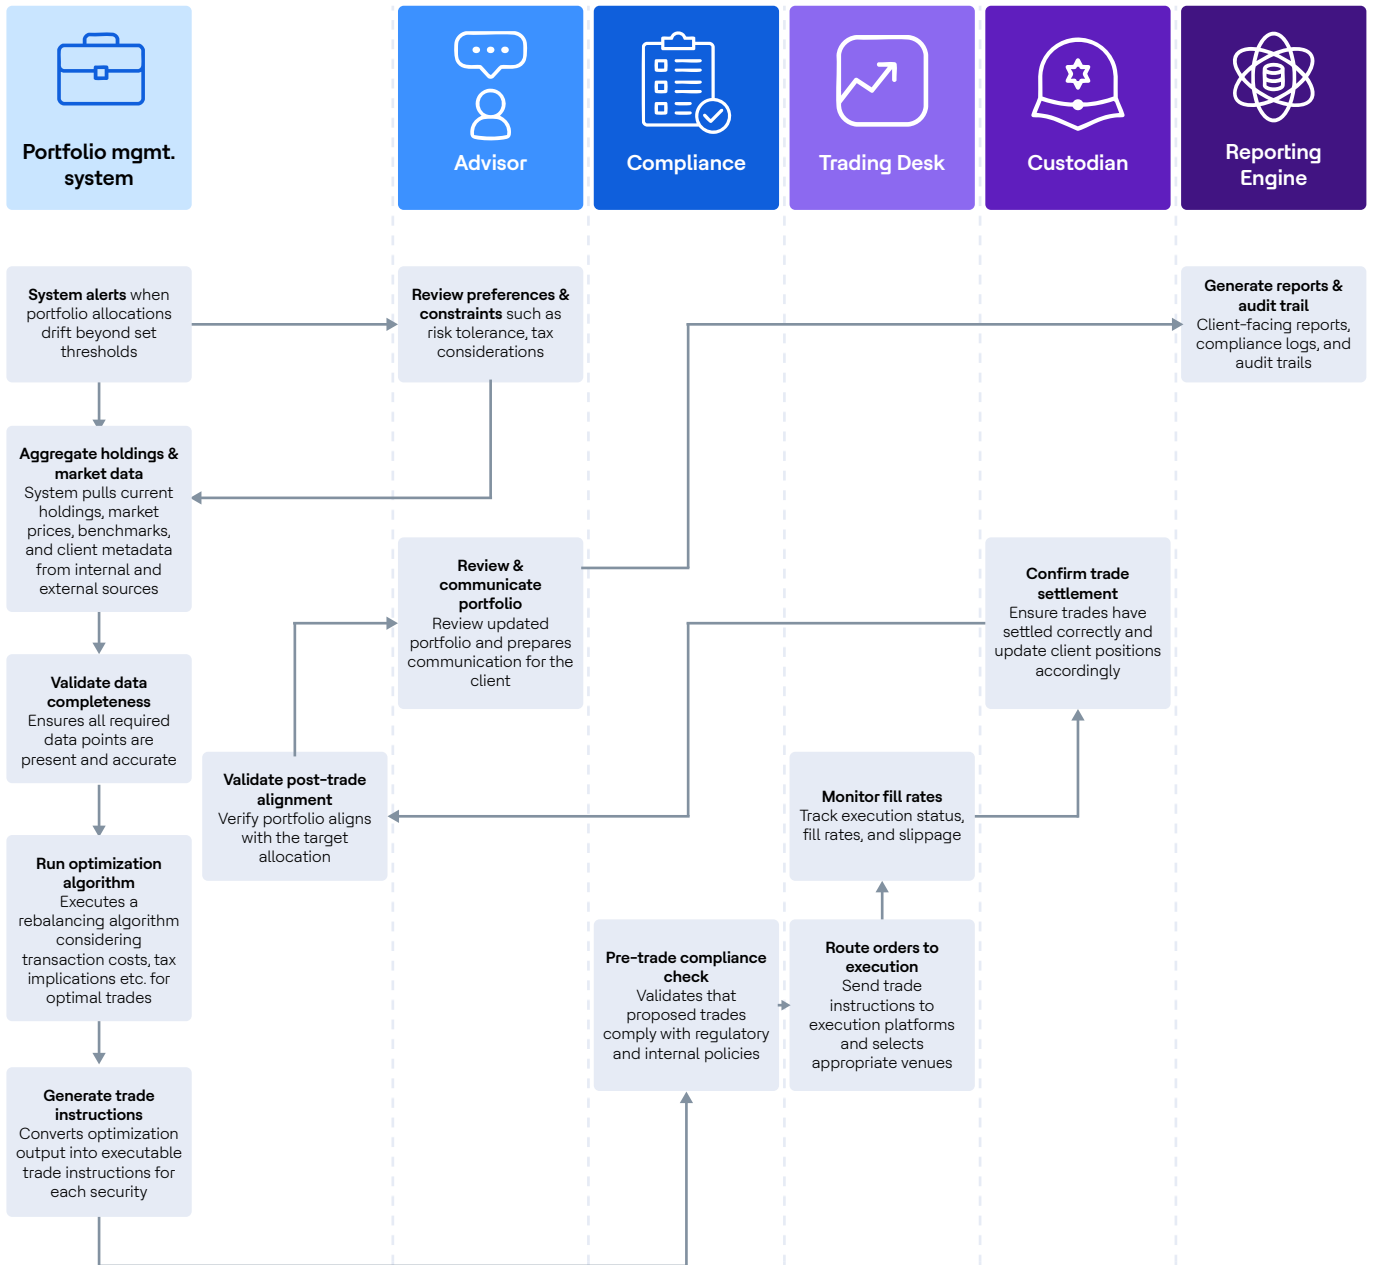 Portfolio mgmt.
system
Advisor
Compliance
Trading Desk
Custodian
Reporting
Engine
System alerts when
portfolio allocations
drift beyond set
thresholds
Review preferences &
constraints such as
risk tolerance, tax
considerations
Generate reports &
audit trail
Client-facing reports,
compliance logs, and
audit trails
Aggregate holdings &
market data
System pulls current
holdings, market
prices, benchmarks,
and client metadata
from internal and
external sources
Review &
communicate
portfolio
Review updated
portfolio and prepares
communication for the
client
Confirm trade
settlement
Ensure trades have
settled correctly and
update client positions
accordingly
Validate data
completeness
Ensures all required
data points are
present and accurate
Validate post-trade
alignment
Verify portfolio aligns
with the target
allocation
Monitor fill rates
Track execution status,
fill rates, and slippage
Run optimization
algorithm
Executes a
rebalancing algorithm
considering
transaction costs, tax
implications etc. for
optimal trades
Pre-trade compliance
check
Validates that
proposed trades
comply with regulatory
and internal policies
Route orders to
execution
Send trade
instructions to
execution platforms
and selects
appropriate venues
Generate trade
instructions
Converts optimization
output into executable
trade instructions for
each security